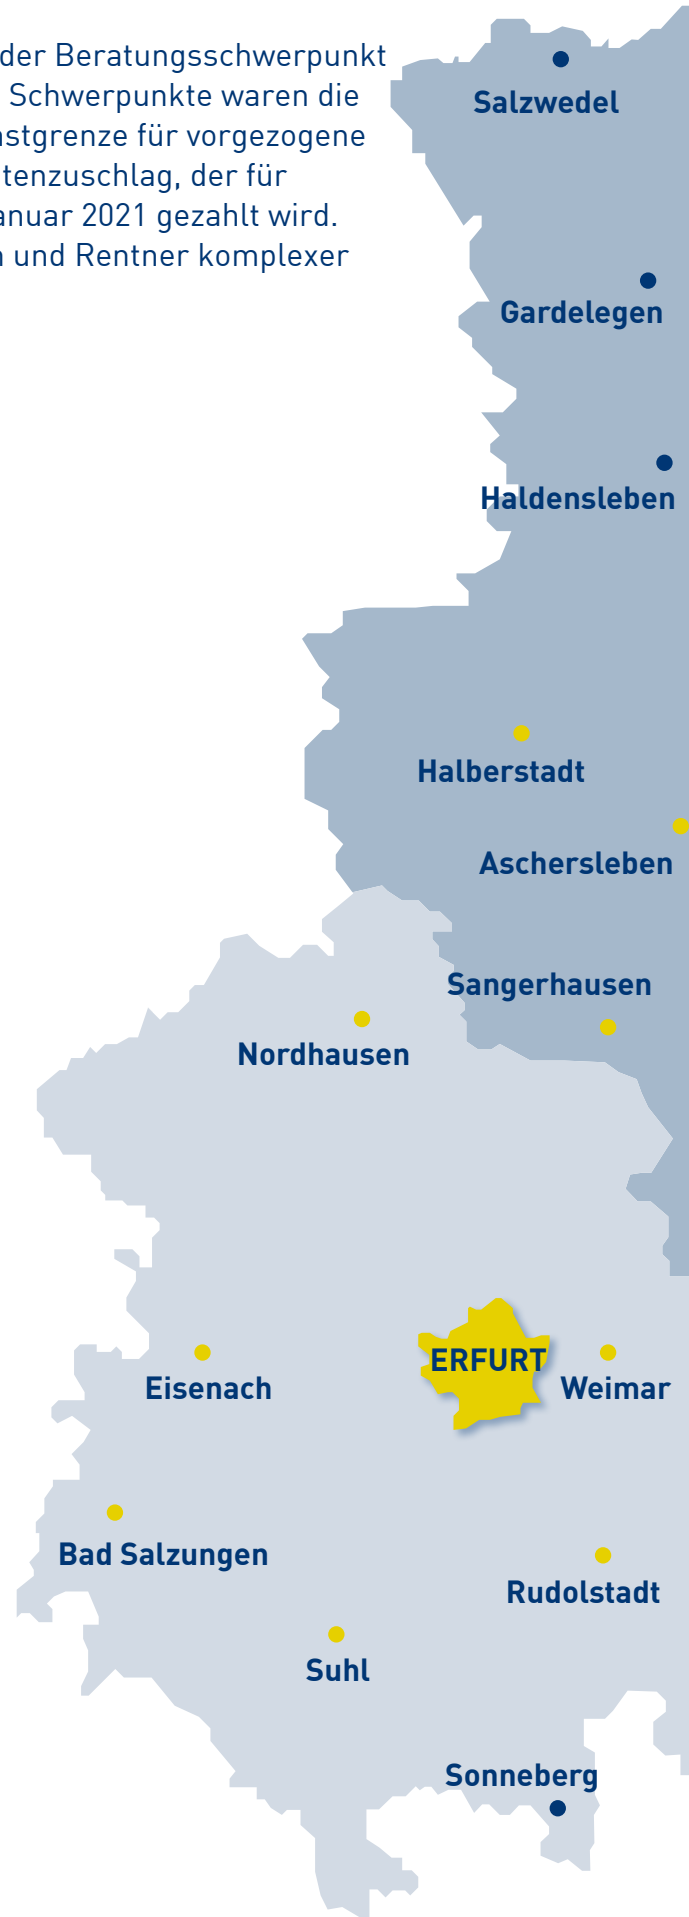 der Beratungsschwerpunkt
Schwerpunkte waren die
stgrenze für vorgezogene
tenzuschlag, der für
anuar 2021 gezahlt wird.
und Rentner komplexer
Salzwedel
Gardelegen
Haldensleben
Halberstadt
Aschersleben
Sangerhausen
Nordhausen
ERFURT
Eisenach
Weimar
Bad Salzungen
Rudolstadt
Suhl
Sonneberg